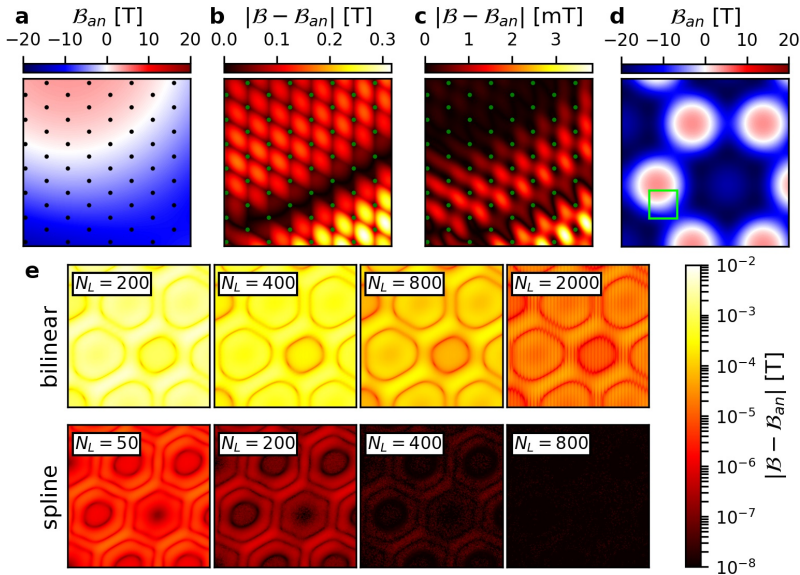 a B_an [T] b |B − B_an| [T] c |B − B_an| [mT] d B_an [T]
−20 −10 0 10 20 0.0 0.1 0.2 0.3 0 1 2 3 −20 −10 0 10 20
e
bilinear
N_L = 200 N_L = 400 N_L = 800 N_L = 2000
spline
N_L = 50 N_L = 200 N_L = 400 N_L = 800
10^−2
10^−3
10^−4
10^−5
10^−6
10^−7
10^−8
|B − B_an| [T]